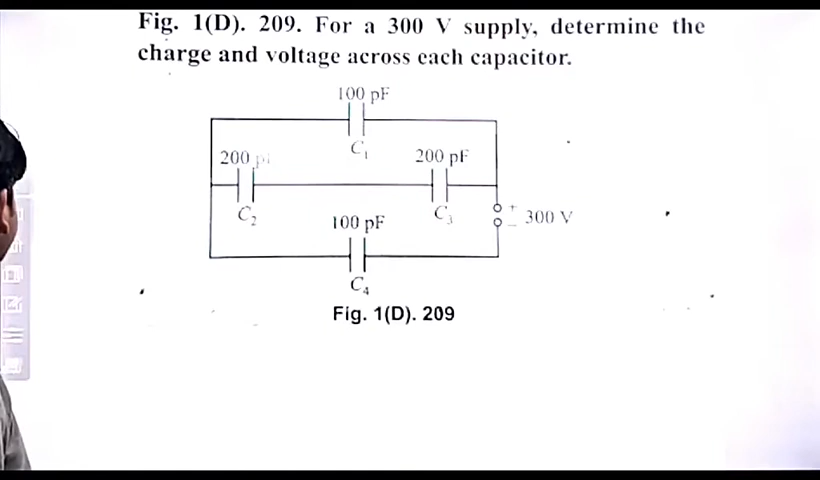 Fig. 1(D). 209. For a 300 V supply, determine the
charge and voltage across each capacitor.
100 pF
C₁
200 200 pF
C₂ C₃
+
300 V
−
100 pF
C₄
Fig. 1(D). 209